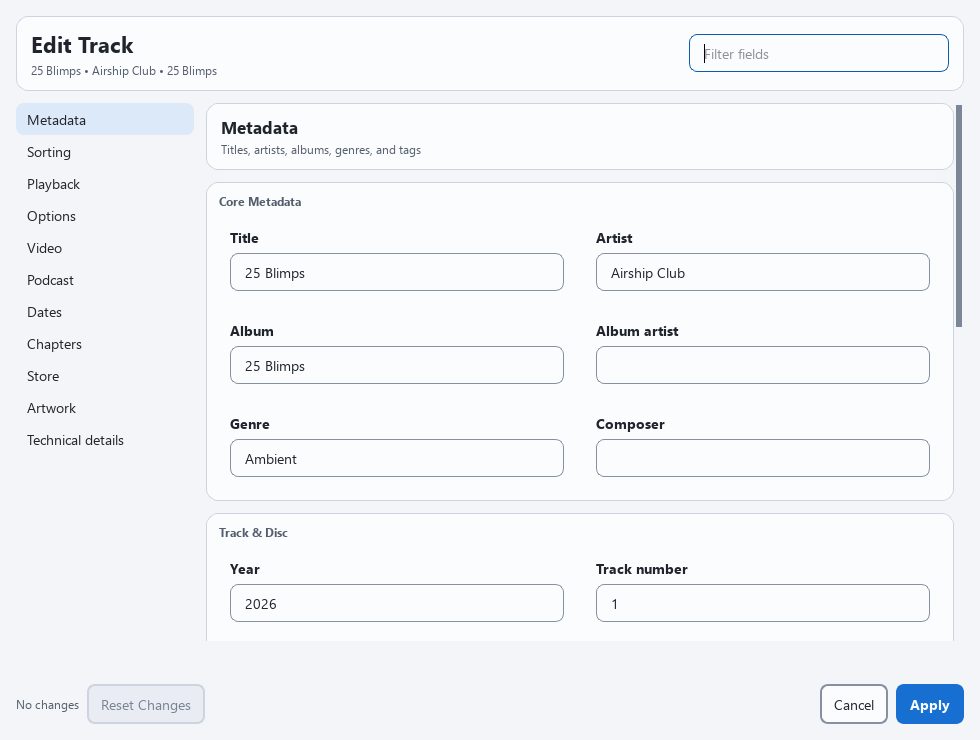 Edit Track
25 Blimps • Airship Club • 25 Blimps
Filter fields
Metadata
Sorting
Playback
Options
Video
Podcast
Dates
Chapters
Store
Artwork
Technical details
Metadata
Titles, artists, albums, genres, and tags
Core Metadata
Title
Artist
25 Blimps
Airship Club
Album
Album artist
25 Blimps
Genre
Composer
Ambient
Track & Disc
Year
Track number
2026
1
No changes
Reset Changes
Cancel
Apply